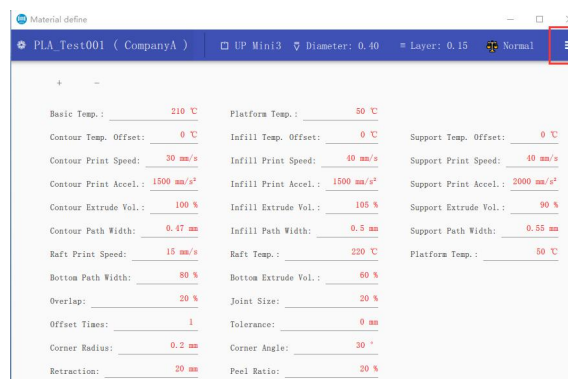 Material define
PLA_Test001 ( CompanyA ) UP Mini3 Diameter: 0.40 Layer: 0.15 Normal
+ -
Basic Temp.: 210 ℃ Platform Temp.: 50 ℃
Contour Temp. Offset: 0 ℃ Infill Temp. Offset: 0 ℃ Support Temp. Offset: 0 ℃
Contour Print Speed: 30 mm/s Infill Print Speed: 40 mm/s Support Print Speed: 40 mm/s
Contour Print Accel.: 1500 mm/s² Infill Print Accel.: 1500 mm/s² Support Print Accel.: 2000 mm/s²
Contour Extrude Vol.: 100 % Infill Extrude Vol.: 105 % Support Extrude Vol.: 90 %
Contour Path Width: 0.47 mm Infill Path Width: 0.5 mm Support Path Width: 0.55 mm
Raft Print Speed: 15 mm/s Raft Temp.: 220 ℃ Platform Temp.: 50 ℃
Bottom Path Width: 80 % Bottom Extrude Vol.: 60 %
Overlap: 20 % Joint Size: 20 %
Offset Times: 1 Tolerance: 0 mm
Corner Radius: 0.2 mm Corner Angle: 30 °
Retraction: 20 mm Peel Ratio: 20 %